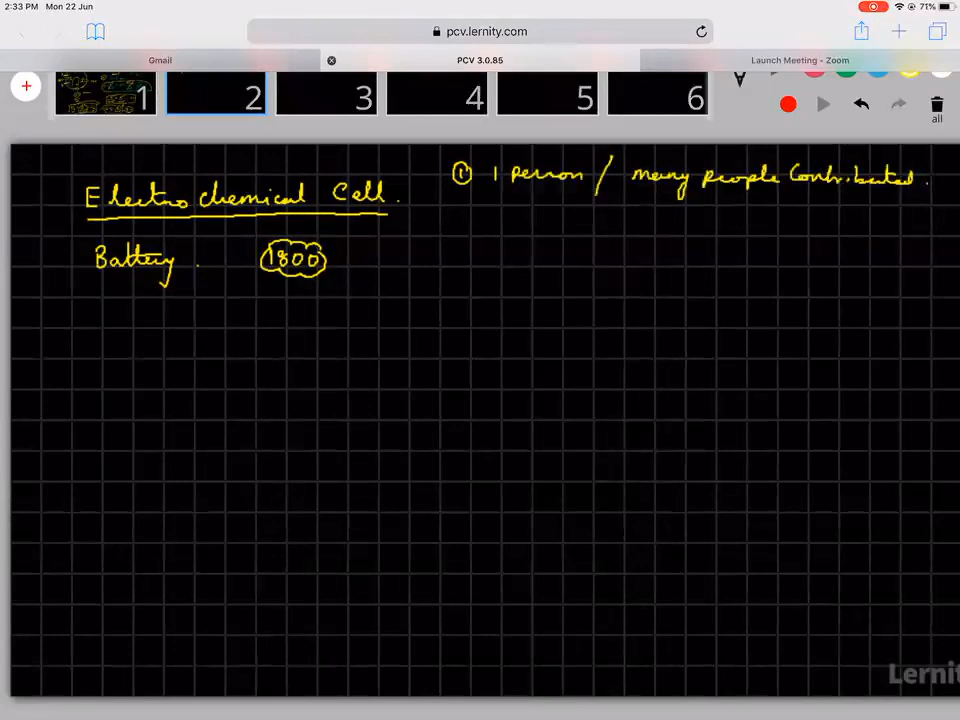 2:33 PM Mon 22 Jun
71%
pcv.lernity.com
Gmail
PCV 3.0.85
Launch Meeting - Zoom
1 2 3 4 5 6
all
Electrochemical Cell.
① 1 person / many people contributed.
Battery. 1800
Lernit